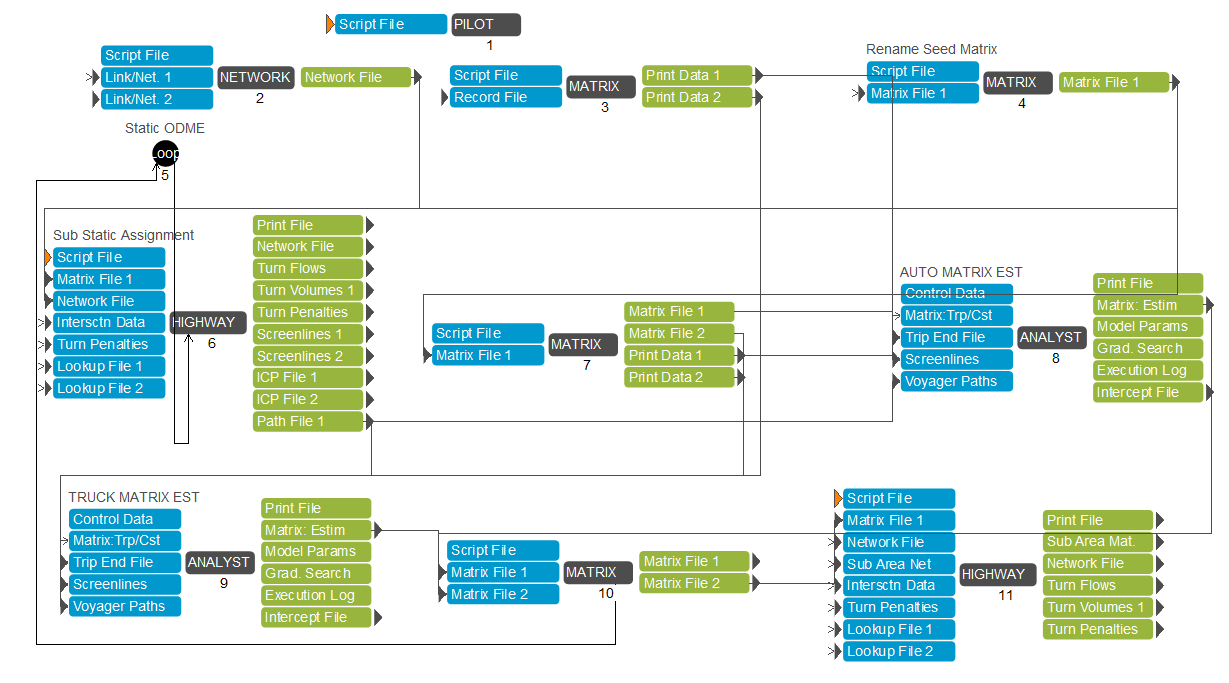 Script File
PILOT
1
Script File
Link/Net. 1
Link/Net. 2
NETWORK
2
Network File
Script File
Record File
MATRIX
3
Print Data 1
Print Data 2
Rename Seed Matrix
Script File
Matrix File 1
MATRIX
4
Matrix File 1
Static ODME
Loop
5
Sub Static Assignment
Script File
Matrix File 1
Network File
Intersctn Data
Turn Penalties
Lookup File 1
Lookup File 2
HIGHWAY
6
Print File
Network File
Turn Flows
Turn Volumes 1
Turn Penalties
Screenlines 1
Screenlines 2
ICP File 1
ICP File 2
Path File 1
Script File
Matrix File 1
MATRIX
7
Matrix File 1
Matrix File 2
Print Data 1
Print Data 2
AUTO MATRIX EST
Control Data
Matrix:Trp/Cst
Trip End File
Screenlines
Voyager Paths
ANALYST
8
Print File
Matrix: Estim
Model Params
Grad. Search
Execution Log
Intercept File
TRUCK MATRIX EST
Control Data
Matrix:Trp/Cst
Trip End File
Screenlines
Voyager Paths
ANALYST
9
Print File
Matrix: Estim
Model Params
Grad. Search
Execution Log
Intercept File
Script File
Matrix File 1
Matrix File 2
MATRIX
10
Matrix File 1
Matrix File 2
Script File
Matrix File 1
Network File
Sub Area Net
Intersctn Data
Turn Penalties
Lookup File 1
Lookup File 2
HIGHWAY
11
Print File
Sub Area Mat.
Network File
Turn Flows
Turn Volumes 1
Turn Penalties